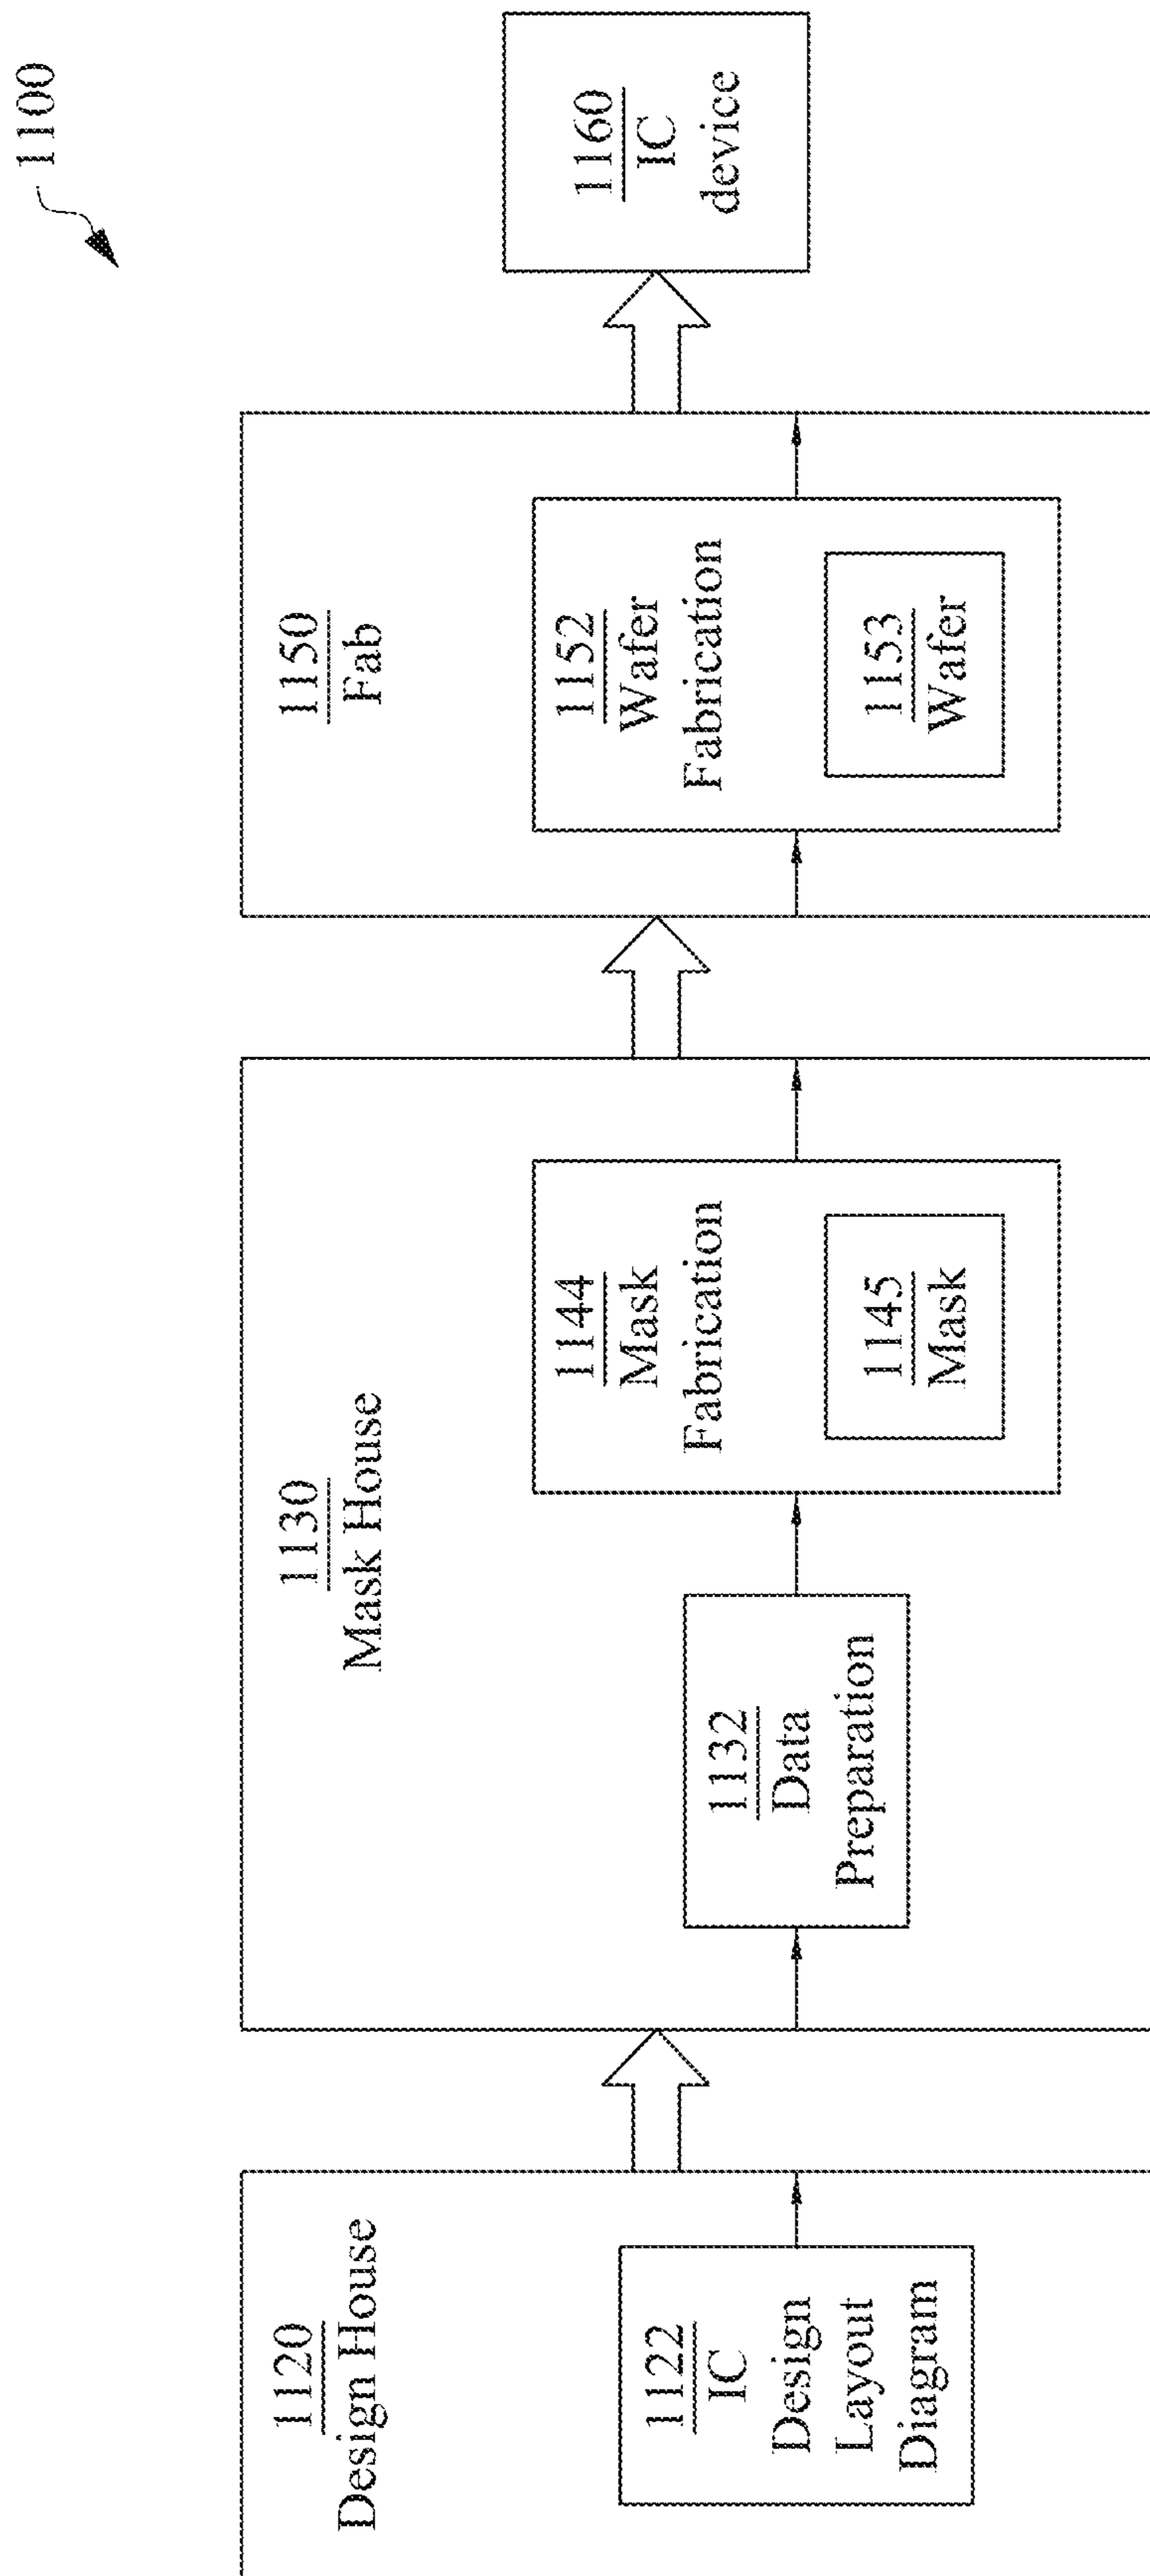 1100
1120
Design House
1122
IC
Design
Layout
Diagram
1130
Mask House
1132
Data
Preparation
1144
Mask
Fabrication
1145
Mask
1150
Fab
1152
Wafer
Fabrication
1153
Wafer
1160
IC
device